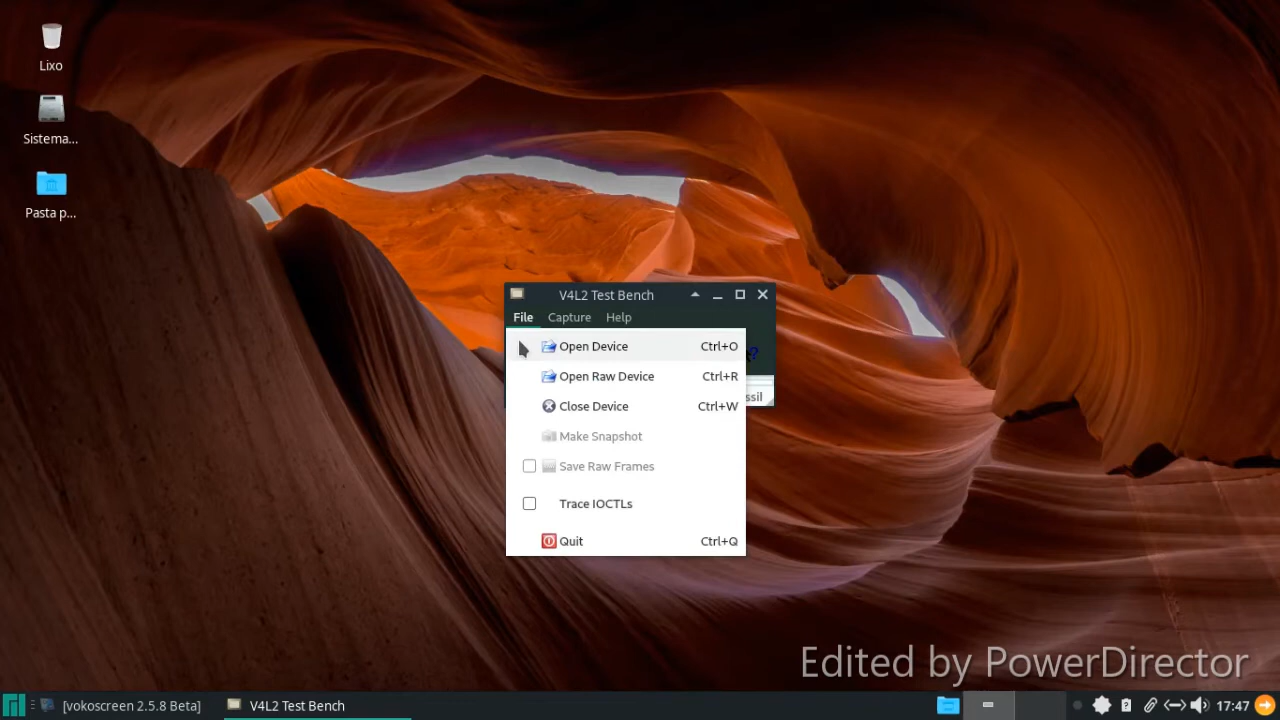 Lixo
Sistema...
Pasta p...
V4L2 Test Bench
File Capture Help
Open Device Ctrl+O
Open Raw Device Ctrl+R
ssil
Close Device Ctrl+W
Make Snapshot
Save Raw Frames
Trace IOCTLs
Quit Ctrl+Q
Edited by PowerDirector
[vokoscreen 2.5.8 Beta] V4L2 Test Bench 17:47